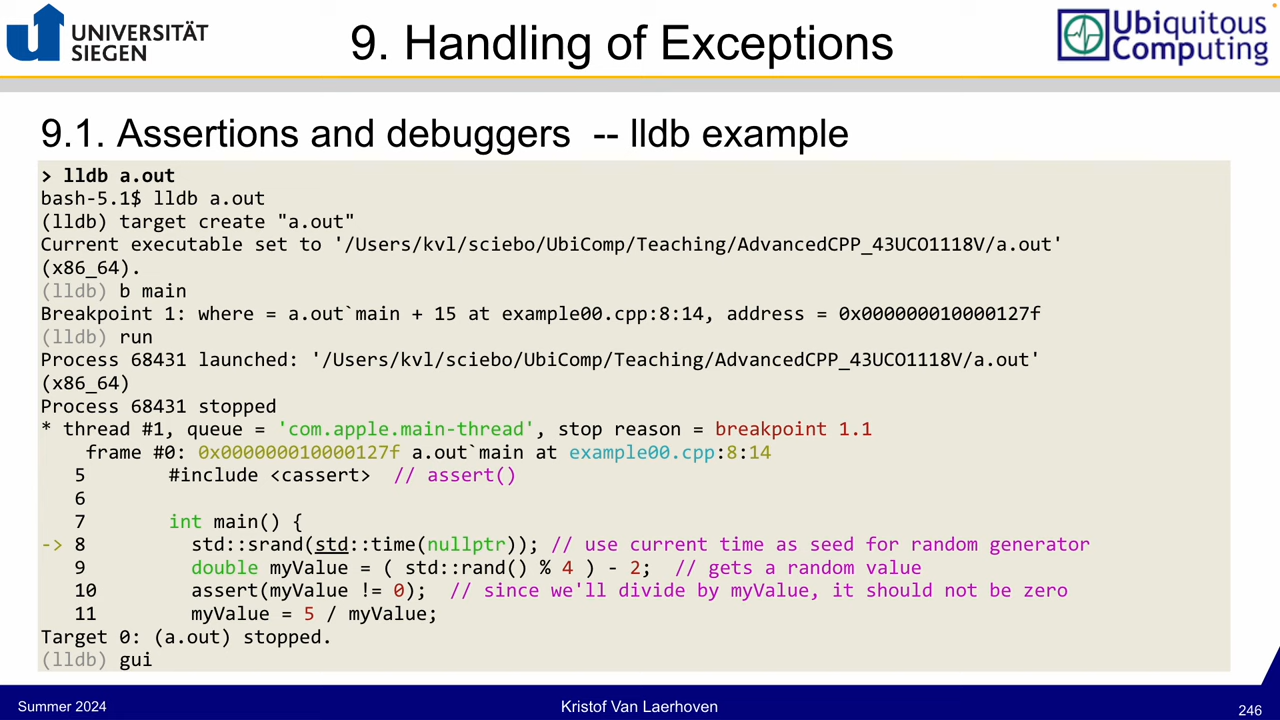 UNIVERSITÄT
SIEGEN
9. Handling of Exceptions
Ubiquitous
Computing
9.1. Assertions and debuggers -- lldb example
> lldb a.out
bash-5.1$ lldb a.out
(lldb) target create "a.out"
Current executable set to '/Users/kvl/sciebo/UbiComp/Teaching/AdvancedCPP_43UCO1118V/a.out'
(x86_64).
(lldb) b main
Breakpoint 1: where = a.out`main + 15 at example00.cpp:8:14, address = 0x000000010000127f
(lldb) run
Process 68431 launched: '/Users/kvl/sciebo/UbiComp/Teaching/AdvancedCPP_43UCO1118V/a.out'
(x86_64)
Process 68431 stopped
* thread #1, queue = 'com.apple.main-thread', stop reason = breakpoint 1.1
    frame #0: 0x000000010000127f a.out`main at example00.cpp:8:14
   5       #include <cassert>  // assert()
   6
   7       int main() {
-> 8         std::srand(std::time(nullptr)); // use current time as seed for random generator
   9         double myValue = ( std::rand() % 4 ) - 2;  // gets a random value
   10        assert(myValue != 0);  // since we'll divide by myValue, it should not be zero
   11        myValue = 5 / myValue;
Target 0: (a.out) stopped.
(lldb) gui
Summer 2024
Kristof Van Laerhoven
246